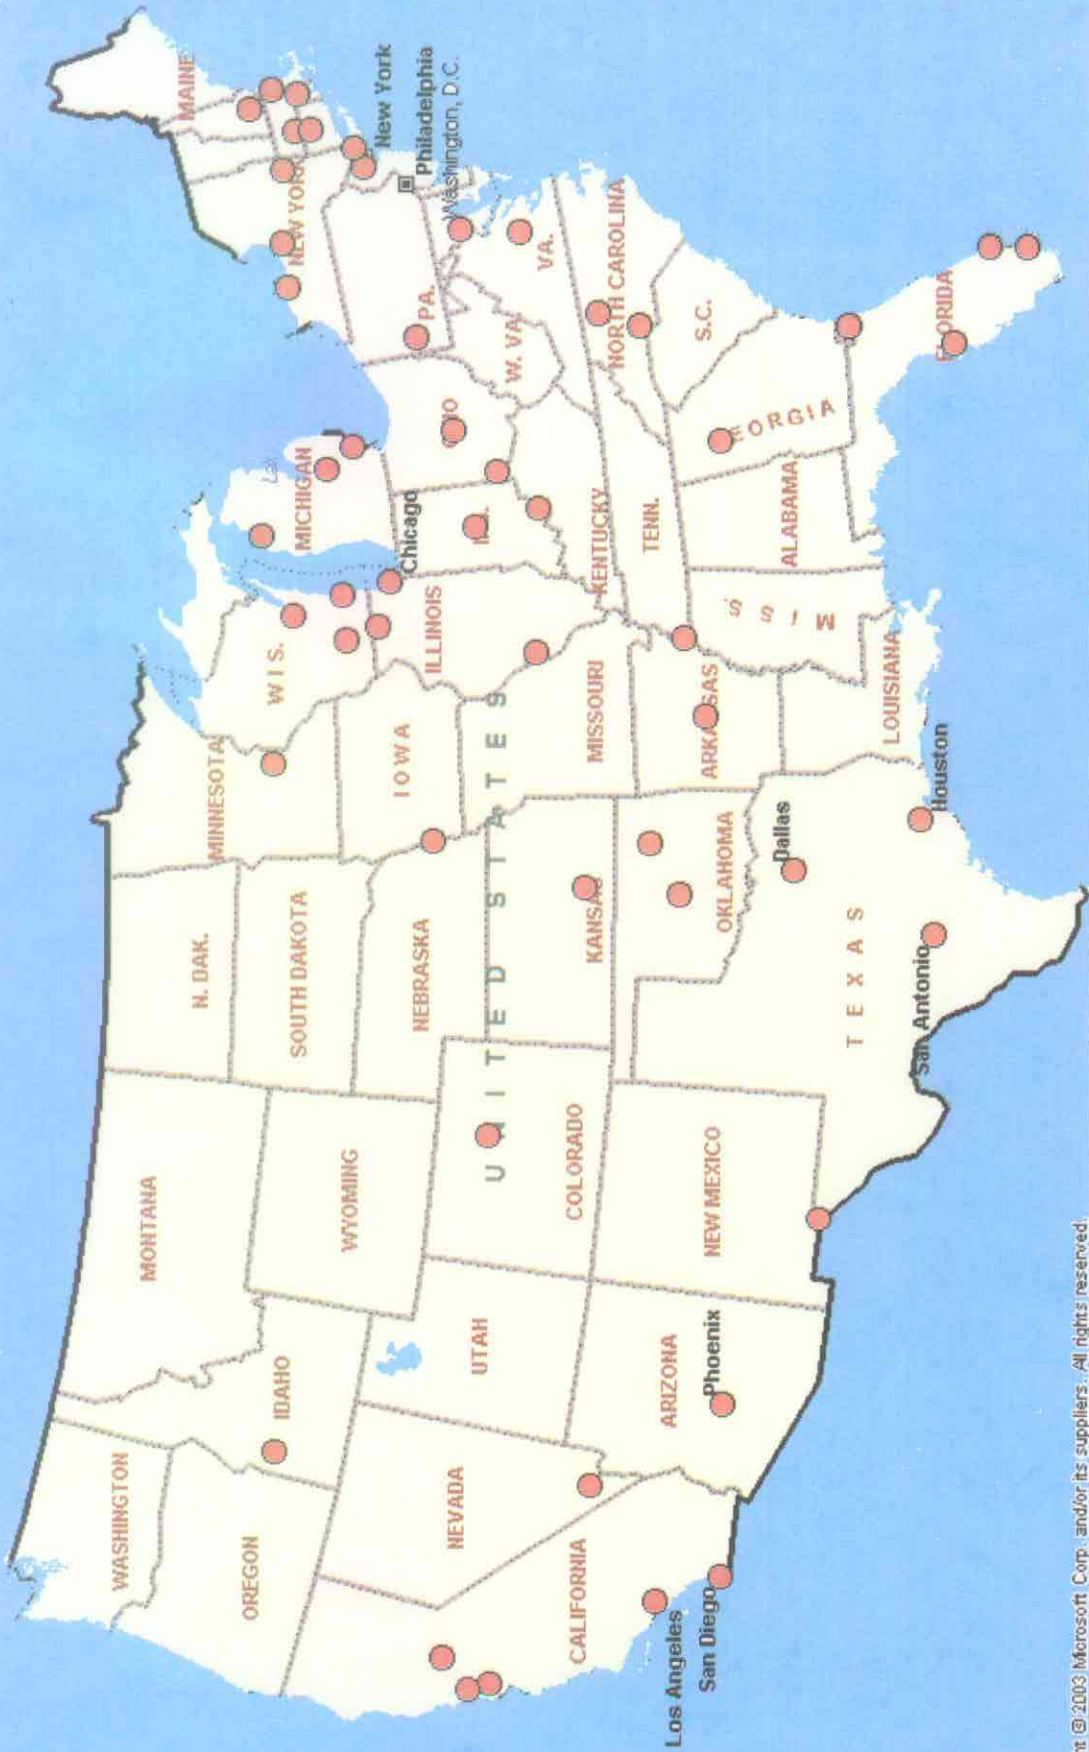 WASHINGTON
OREGON
IDAHO
MONTANA
N. DAK.
MINNESOTA
SOUTH DAKOTA
WYOMING
NEBRASKA
IOWA
WIS.
MICHIGAN
Chicago
ILLINOIS
NEVADA
UTAH
UNITED STATES
COLORADO
KANSAS
MISSOURI
KENTUCKY
W. VA.
VA.
PA.
MAINE
NEW YORK
New York
Philadelphia
Washington, D.C.
CALIFORNIA
Los Angeles
San Diego
ARIZONA
Phoenix
NEW MEXICO
OKLAHOMA
ARKANSAS
TENN.
NORTH CAROLINA
S.C.
MISS.
ALABAMA
GEORGIA
FLORIDA
LOUISIANA
TEXAS
Dallas
Houston
San Antonio
© 2003 Microsoft Corp. and/or its suppliers. All rights reserved.